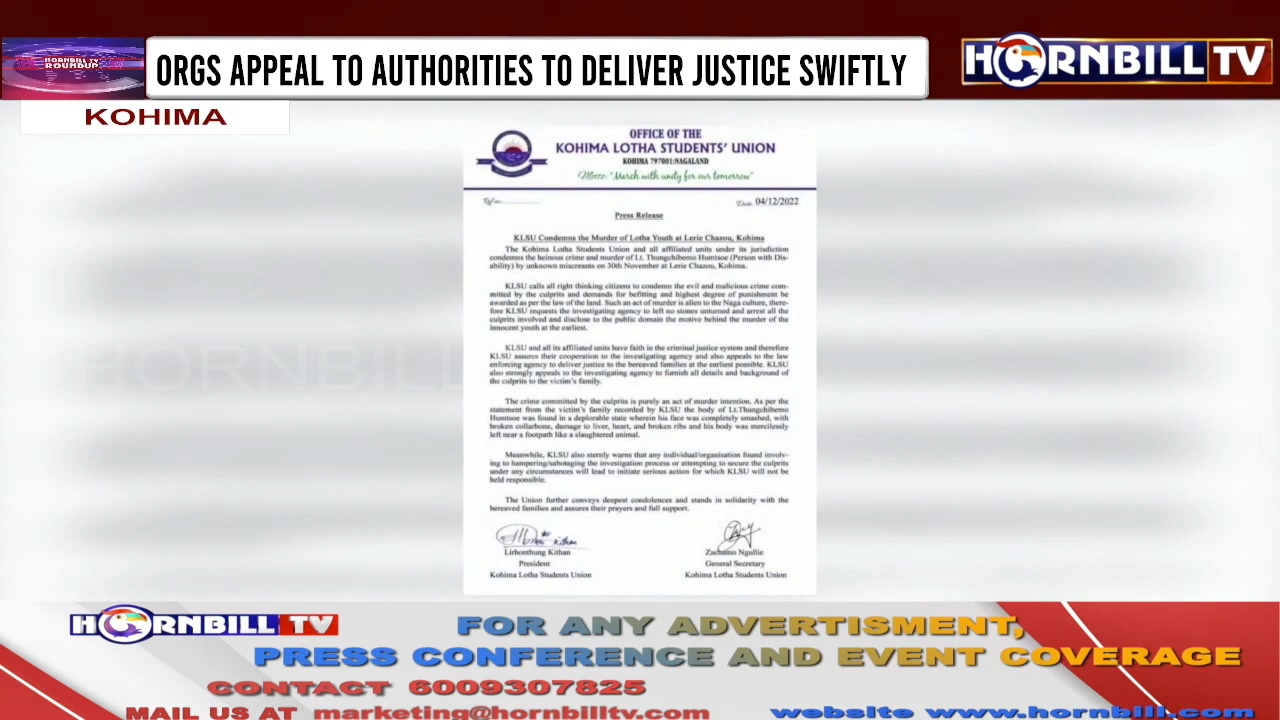 HORNBILL TV
ROUNDUP
ORGS APPEAL TO AUTHORITIES TO DELIVER JUSTICE SWIFTLY
HORNBILL TV
KOHIMA
OFFICE OF THE
KOHIMA LOTHA STUDENTS' UNION
KOHIMA 797001:NAGALAND
Motto: "March with unity for our tomorrow"
Ref no.
Date: 04/12/2022
Press Release
KLSU Condemns the Murder of Lotha Youth at Lerie Chazou, Kohima
The Kohima Lotha Students Union and all affiliated units under its jurisdiction
condemns the heinous crime and murder of Lt. Thungchibemo Humtsoe (Person with Dis-
ability) by unknown miscreants on 30th November at Lerie Chazou, Kohima.
KLSU calls all right thinking citizens to condemn the evil and malicious crime com-
mitted by the culprits and demands for befitting and highest degree of punishment be
awarded as per the law of the land. Such an act of murder is alien to the Naga culture, there-
fore KLSU requests the investigating agency to left no stones unturned and arrest all the
culprits involved and disclose to the public domain the motive behind the murder of the
innocent youth at the earliest.
KLSU and all its affiliated units have faith in the criminal justice system and therefore
KLSU assures their cooperation to the investigating agency and also appeals to the law
enforcing agency to deliver justice to the bereaved families at the earliest possible. KLSU
also strongly appeals to the investigating agency to furnish all details and background of
the culprits to the victim's family.
The crime committed by the culprits is purely an act of murder intention. As per the
statement from the victim's family recorded by KLSU the body of Lt.Thungchibemo
Humtsoe was found in a deplorable state wherein his face was completely smashed, with
broken collarbone, damage to liver, heart, and broken ribs and his body was mercilessly
left near a footpath like a slaughtered animal.
Meanwhile, KLSU also sternly warns that any individual/organisation found involv-
ing to hampering/sabotaging the investigation process or attempting to secure the culprits
under any circumstances will lead to initiate serious action for which KLSU will not be
held responsible.
The Union further conveys deepest condolences and stands in solidarity with the
bereaved families and assures their prayers and full support.
Lirhonthung Kithan
President
Kohima Lotha Students Union
Zachamo Ngullie
General Secretary
Kohima Lotha Students Union
HORNBILL TV
FOR ANY ADVERTISMENT,
PRESS CONFERENCE AND EVENT COVERAGE
CONTACT 6009307825
MAIL US AT marketing@hornbilltv.com
website www.hornbill.com